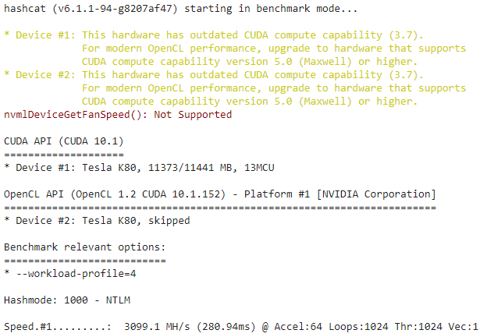 hashcat (v6.1.1-94-g8207af47) starting in benchmark mode...
* Device #1: This hardware has outdated CUDA compute capability (3.7).
For modern OpenCL performance, upgrade to hardware that supports
CUDA compute capability version 5.0 (Maxwell) or higher.
* Device #2: This hardware has outdated CUDA compute capability (3.7).
For modern OpenCL performance, upgrade to hardware that supports
CUDA compute capability version 5.0 (Maxwell) or higher.
nvmlDeviceGetFanSpeed(): Not Supported
CUDA API (CUDA 10.1)
====================
* Device #1: Tesla K80, 11373/11441 MB, 13MCU
OpenCL API (OpenCL 1.2 CUDA 10.1.152) - Platform #1 [NVIDIA Corporation]
========================================================================
* Device #2: Tesla K80, skipped
Benchmark relevant options:
===========================
* --workload-profile=4
Hashmode: 1000 - NTLM
Speed.#1.........:  3099.1 MH/s (280.94ms) @ Accel:64 Loops:1024 Thr:1024 Vec:1